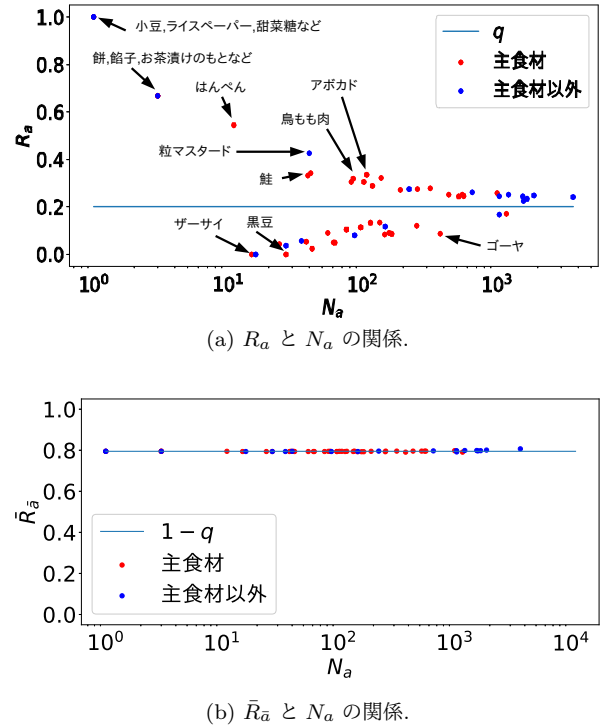 1.0
0.8
0.6
0.4
0.2
0.0
R_a
小豆,ライスペーパー,甜菜糖など
餅,餡子,お茶漬けのもとなど
はんぺん
アボカド
鳥もも肉
粒マスタード
鮭
ザーサイ
黒豆
ゴーヤ
q
主食材
主食材以外
10^0 10^1 10^2 10^3
N_a
(a) R_a と N_a の関係.
1.0
0.8
0.6
0.4
0.2
0.0
R̄_ā
1 − q
主食材
主食材以外
10^0 10^1 10^2 10^3 10^4
N_a
(b) R̄_ā と N_a の関係.